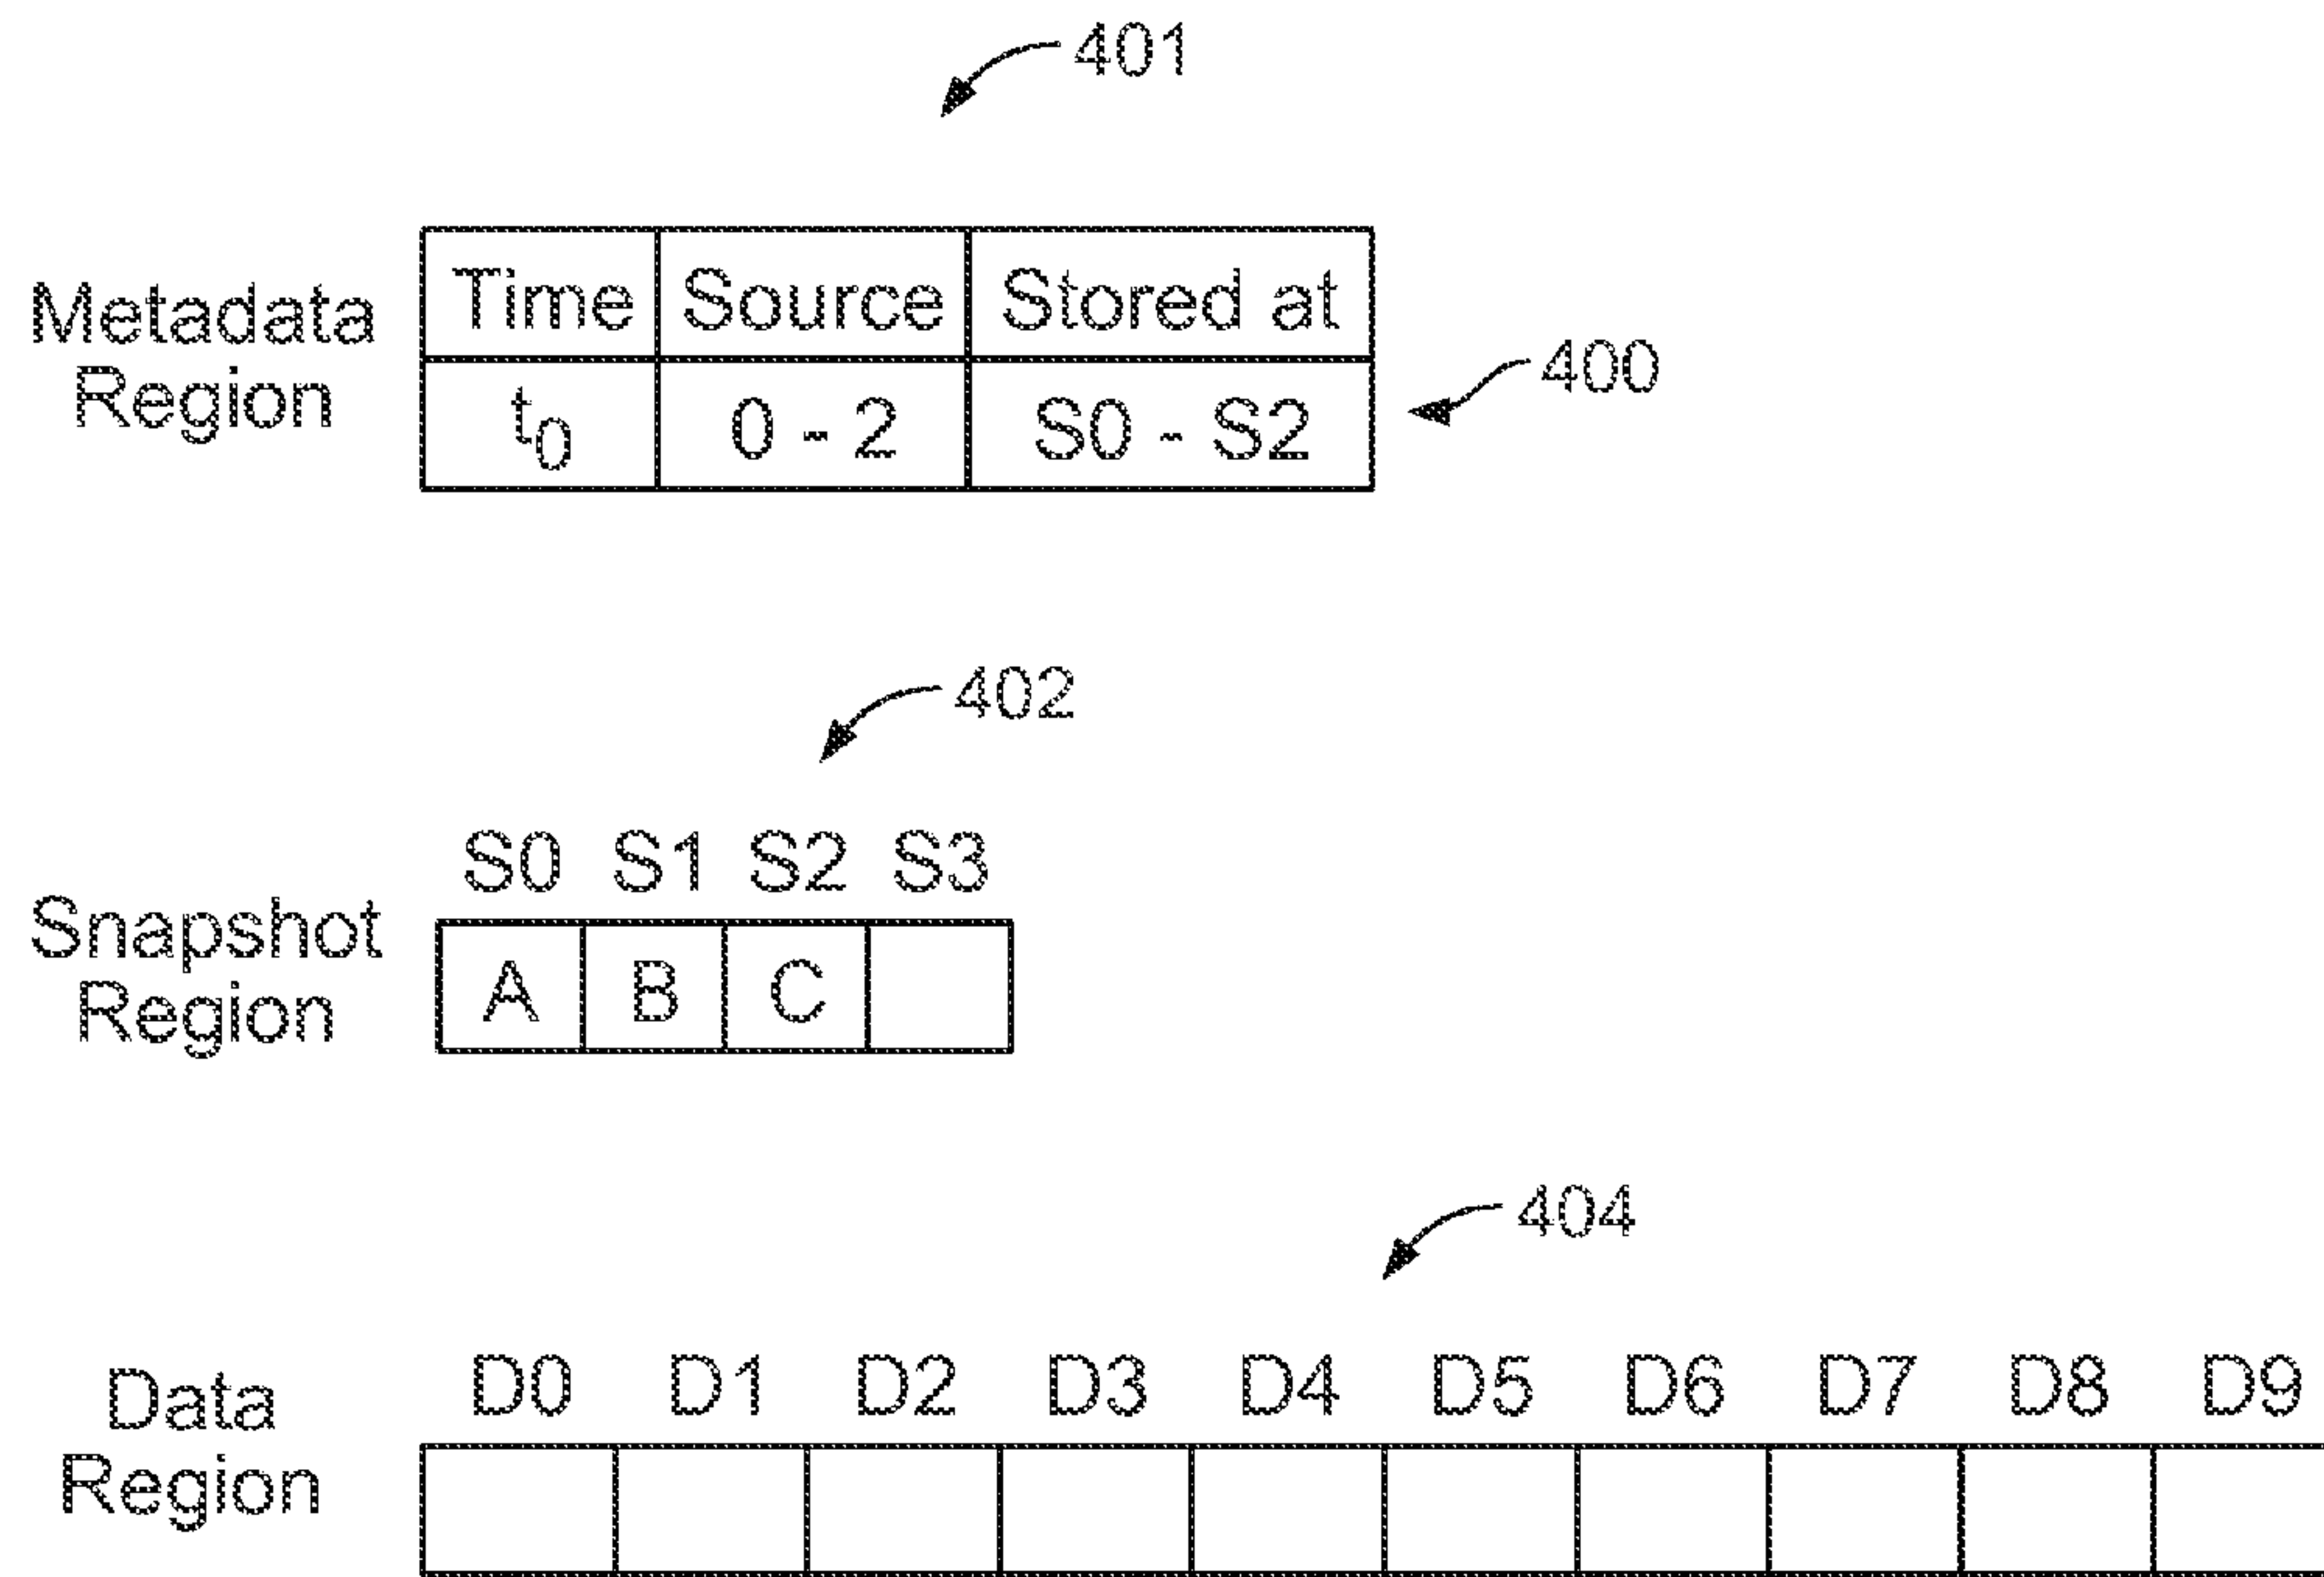 401
Metadata Region
Time Source Stored at
t₀ 0 - 2 S0 - S2
400
402
S0 S1 S2 S3
Snapshot Region
A B C
404
D0 D1 D2 D3 D4 D5 D6 D7 D8 D9
Data Region